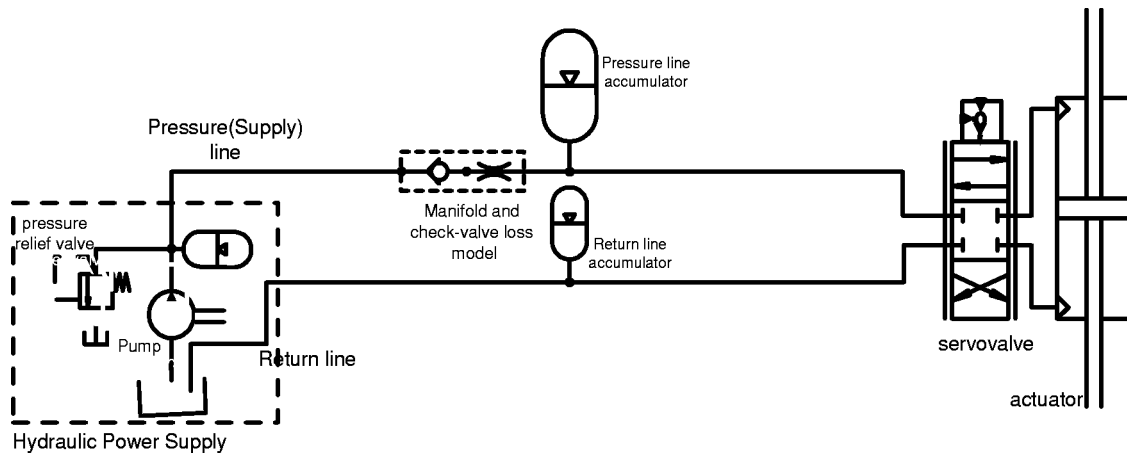 Pressure line
accumulator
Pressure(Supply)
line
Manifold and
check-valve loss
model
Return line
accumulator
pressure
relief valve
Pump
Return line
servovalve
actuator
Hydraulic Power Supply